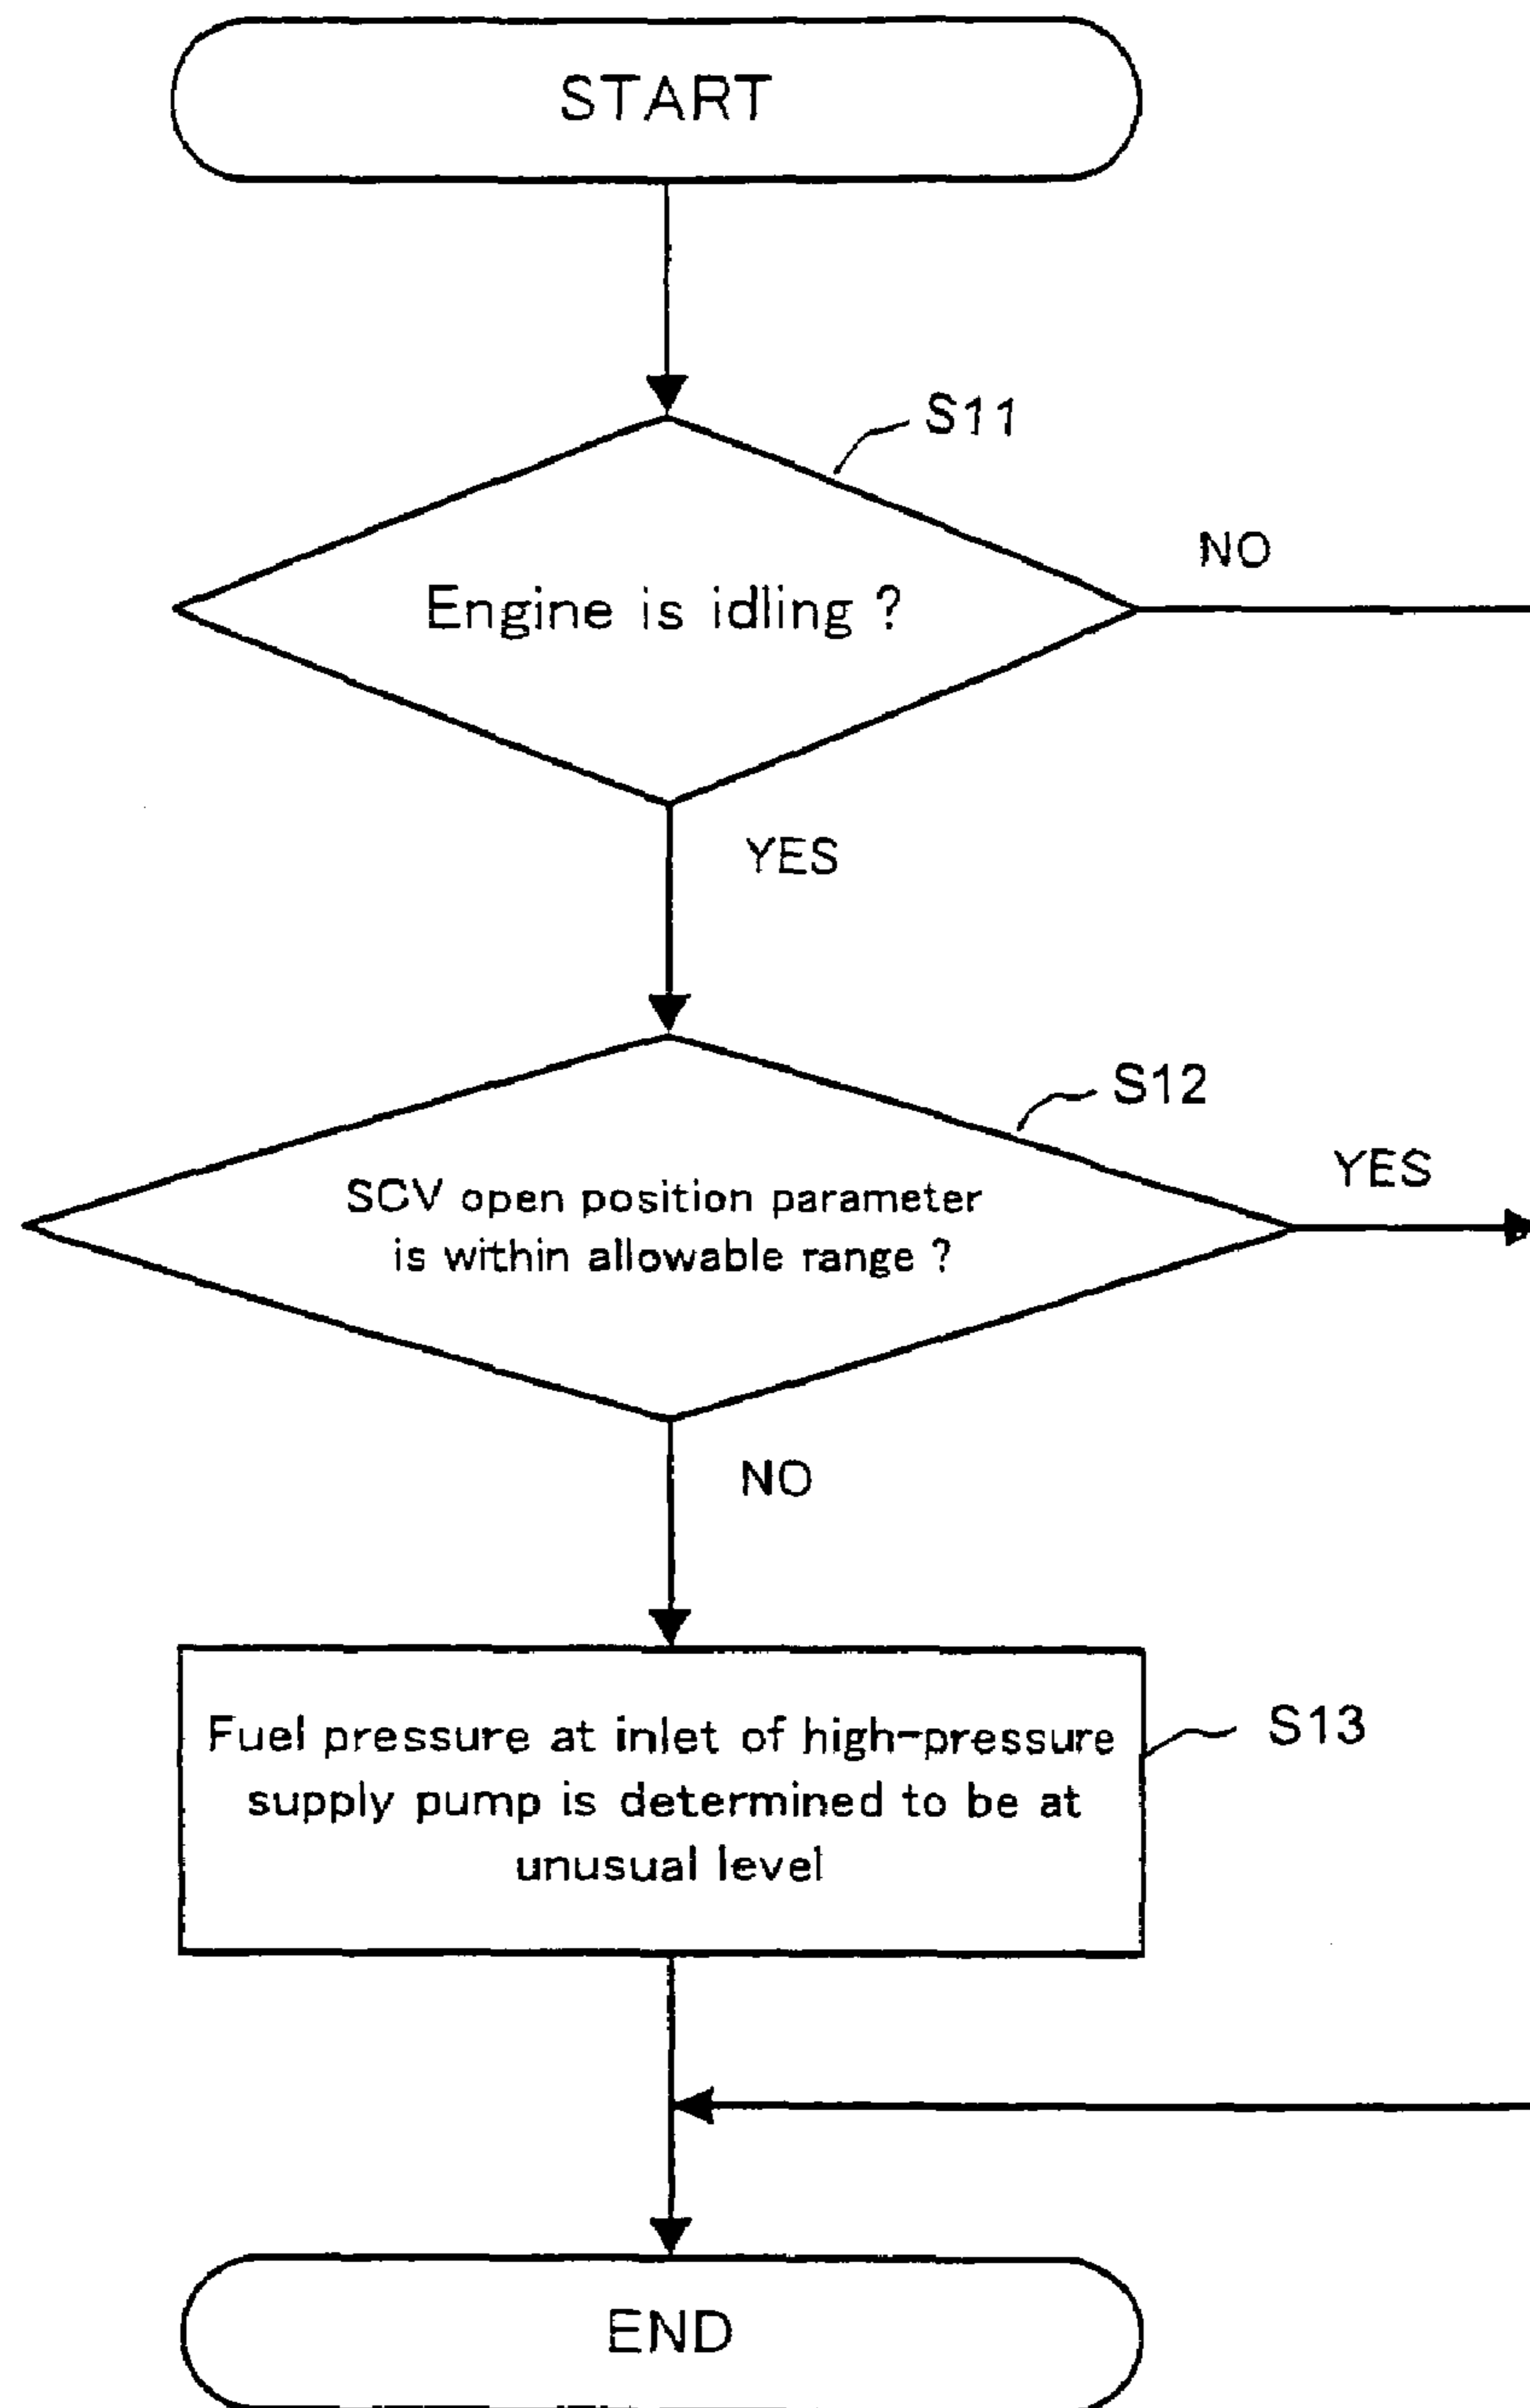 START
S11
Engine is idling ?
NO
YES
S12
SCV open position parameter
is within allowable range ?
YES
NO
Fuel pressure at inlet of high-pressure
supply pump is determined to be at
unusual level
S13
END